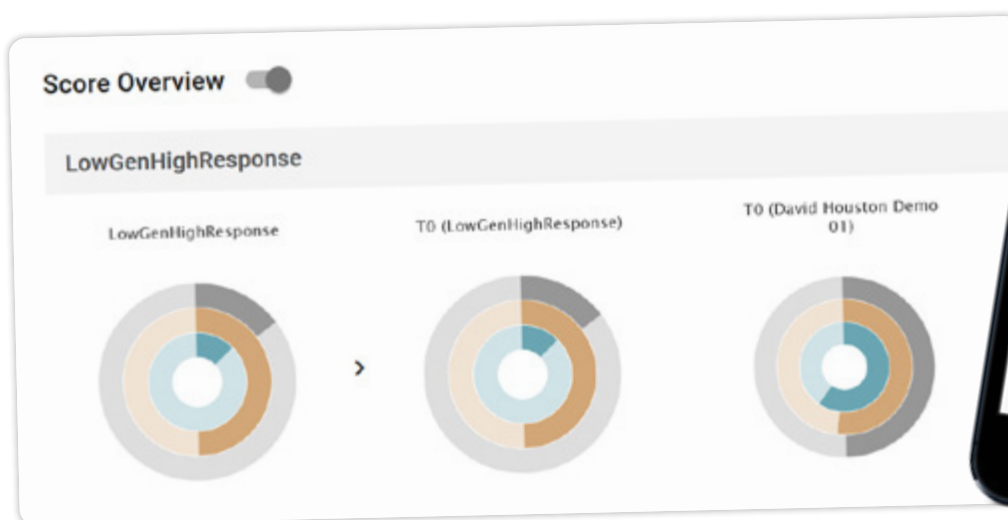 Score Overview
LowGenHighResponse
LowGenHighResponse
T0 (LowGenHighResponse)
T0 (David Houston Demo
01)